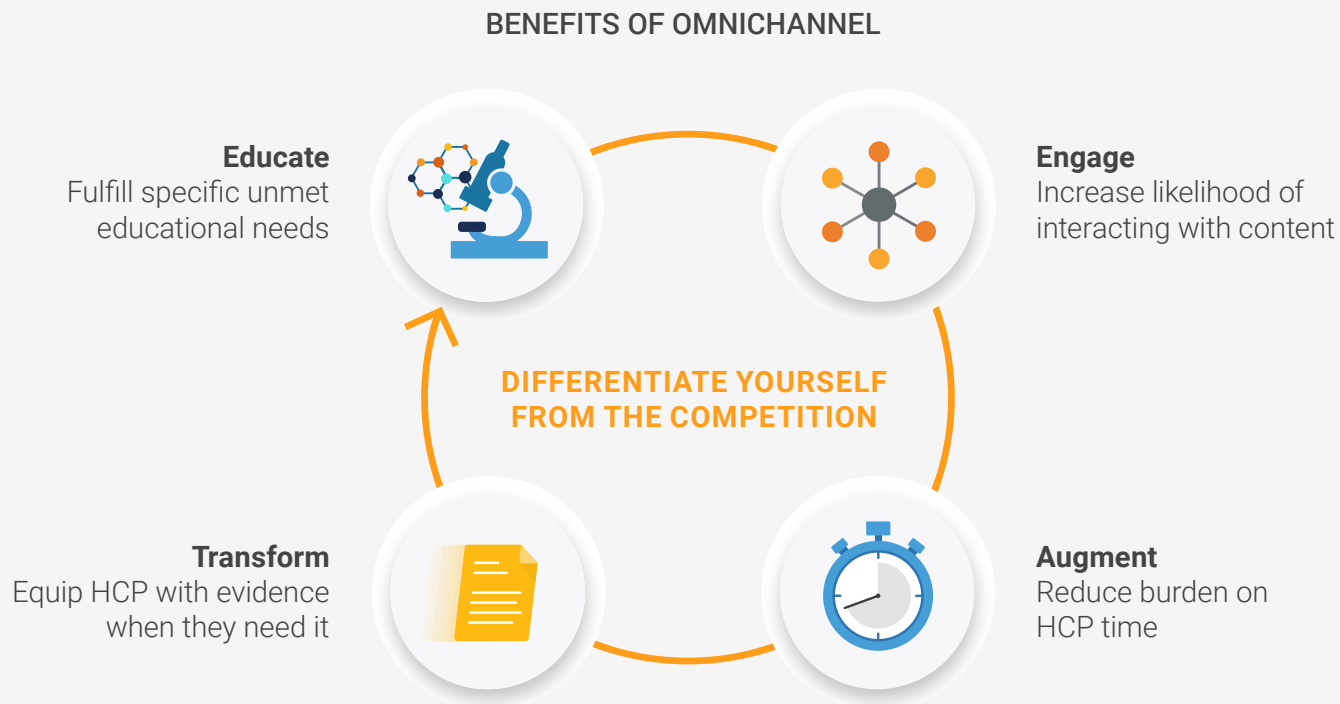 BENEFITS OF OMNICHANNEL
Educate
Fulfill specific unmet
educational needs
Engage
Increase likelihood of
interacting with content
DIFFERENTIATE YOURSELF
FROM THE COMPETITION
Transform
Equip HCP with evidence
when they need it
Augment
Reduce burden on
HCP time